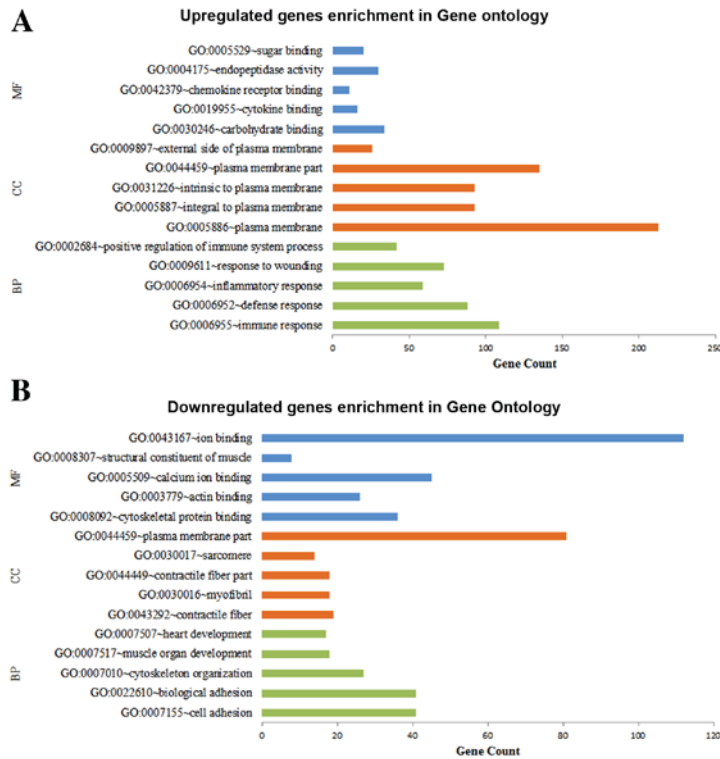 A
Upregulated genes enrichment in Gene ontology
MF
GO:0005529~sugar binding
GO:0004175~endopeptidase activity
GO:0042379~chemokine receptor binding
GO:0019955~cytokine binding
GO:0030246~carbohydrate binding
CC
GO:0009897~external side of plasma membrane
GO:0044459~plasma membrane part
GO:0031226~intrinsic to plasma membrane
GO:0005887~integral to plasma membrane
GO:0005886~plasma membrane
BP
GO:0002684~positive regulation of immune system process
GO:0009611~response to wounding
GO:0006954~inflammatory response
GO:0006952~defense response
GO:0006955~immune response
0 50 100 150 200 250
Gene Count
B
Downregulated genes enrichment in Gene Ontology
MF
GO:0043167~ion binding
GO:0008307~structural constituent of muscle
GO:0005509~calcium ion binding
GO:0003779~actin binding
GO:0008092~cytoskeletal protein binding
CC
GO:0044459~plasma membrane part
GO:0030017~sarcomere
GO:0044449~contractile fiber part
GO:0030016~myofibril
GO:0043292~contractile fiber
BP
GO:0007507~heart development
GO:0007517~muscle organ development
GO:0007010~cytoskeleton organization
GO:0022610~biological adhesion
GO:0007155~cell adhesion
0 20 40 60 80 100 120
Gene Count